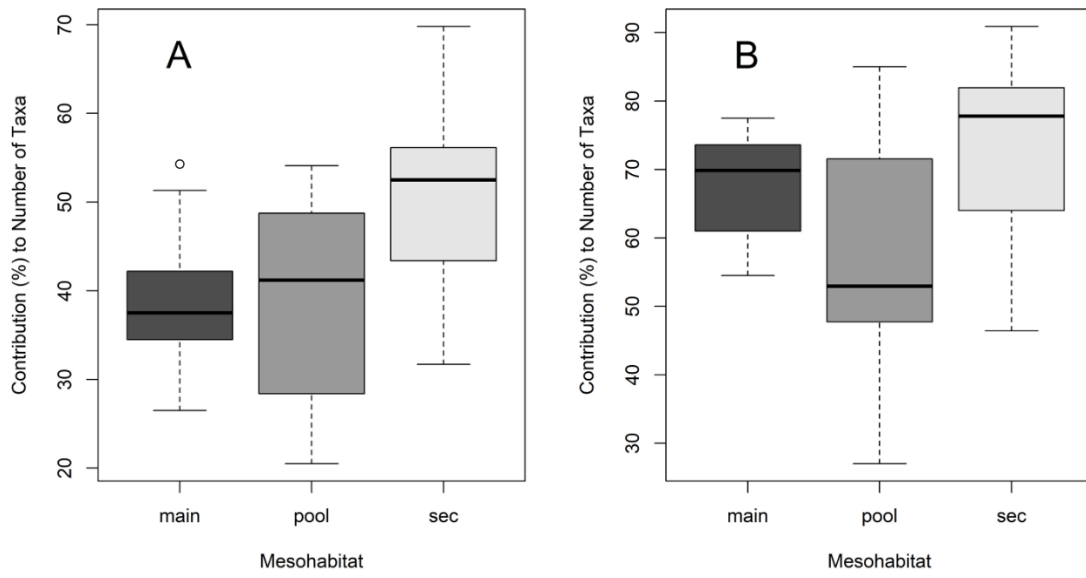 A
Contribution (%) to Number of Taxa
70
60
50
40
30
20
main pool sec
Mesohabitat
B
Contribution (%) to Number of Taxa
90
80
70
60
50
40
30
main pool sec
Mesohabitat